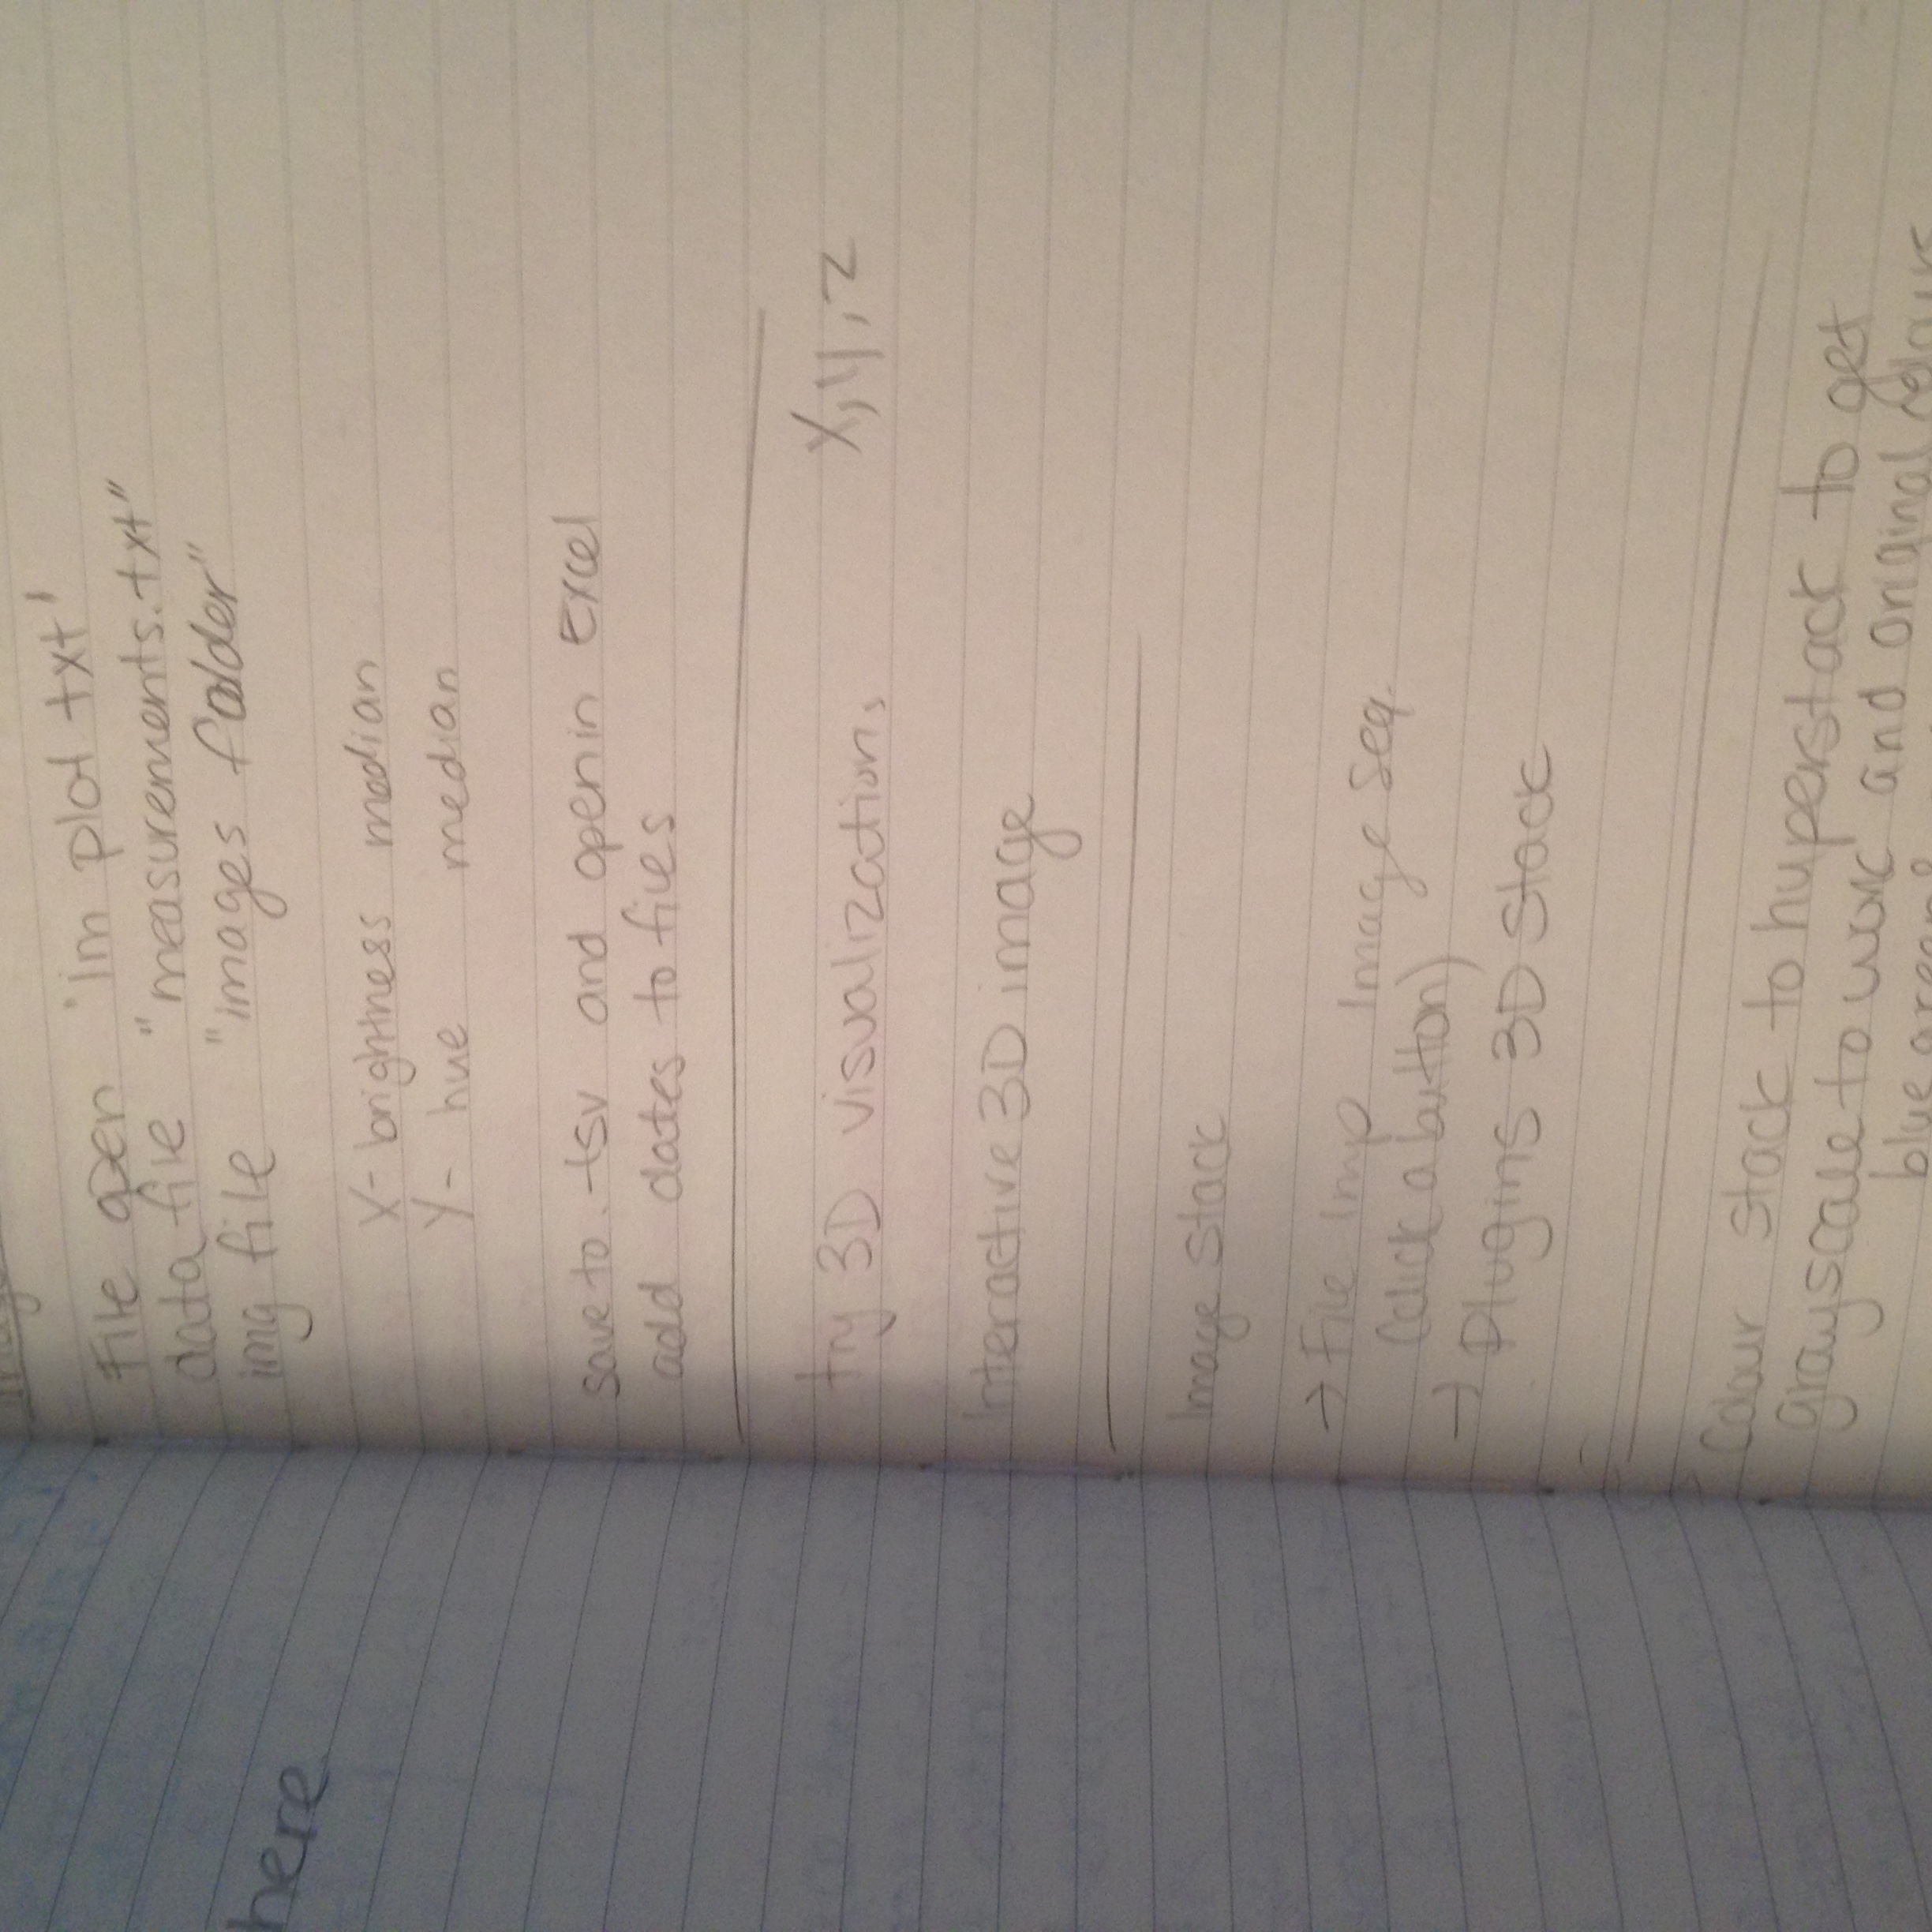 here
File open 'im plot txt'
data file "measurements.txt"
img file "images folder"
X- brightness median
Y- hue median
save to .tsv and open in Excel
add dates to files
try 3D visualization, X, y, z
Interactive 3D image
Image Stack
→ File Imp Image Seq.
(click a button)
→ Plugins 3D Stack
Colour stack to huperstack to get
grayscale to work and original colours
blue green